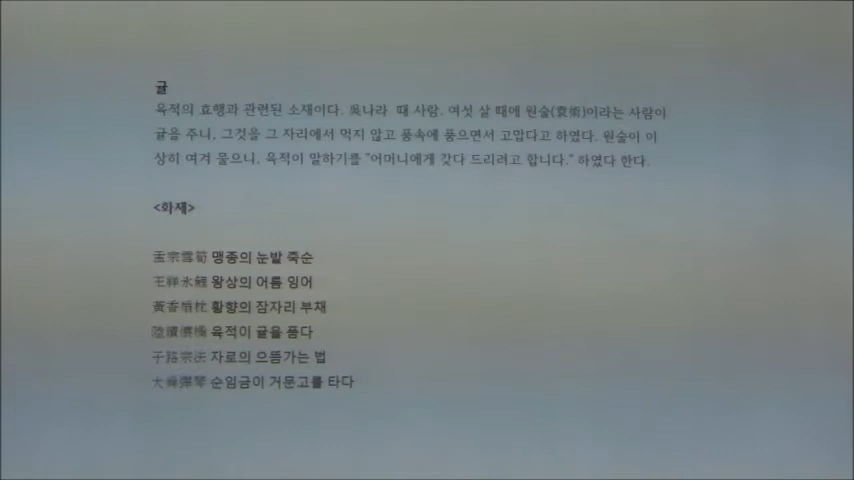 귤
육적의 효행과 관련된 소재이다. 吳나라 때 사람. 여섯 살 때에 원술(袁術)이라는 사람이
귤을 주니, 그것을 그 자리에서 먹지 않고 품속에 품으면서 고맙다고 하였다. 원술이 이
상히 여겨 물으니, 육적이 말하기를 "어머니에게 갖다 드리려고 합니다." 하였다 한다.
<화제>
孟宗雪筍 맹종의 눈밭 죽순
王祥氷鯉 왕상의 어름 잉어
黃香扇枕 황향의 잠자리 부채
육적이 귤을 품다
子路宗法 자로의 으뜸가는 법
大舜彈琴 순임금이 거문고를 타다